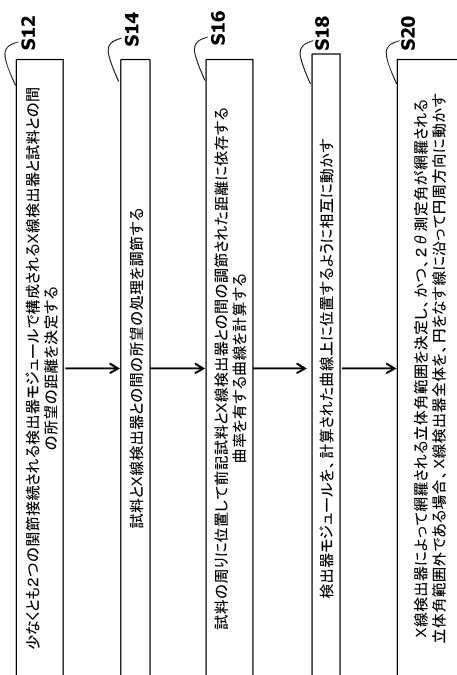 S12
少なくとも2つの関節接続される検出器モジュールで構成されるX線検出器と試料との間
の所望の距離を決定する
S14
試料とX線検出器との間の所望の処理を調節する
S16
試料の周りに位置して前記試料とX線検出器との間の調節された距離に依存する
曲率を有する曲線を計算する
S18
検出器モジュールを、計算された曲線上に位置するように相互に動かす
S20
X線検出器によって網羅される立体角範囲を決定し、かつ、2θ測定角が網羅される
立体角範囲外である場合、X線検出器全体を、円をなす線に沿って円周方向に動かす